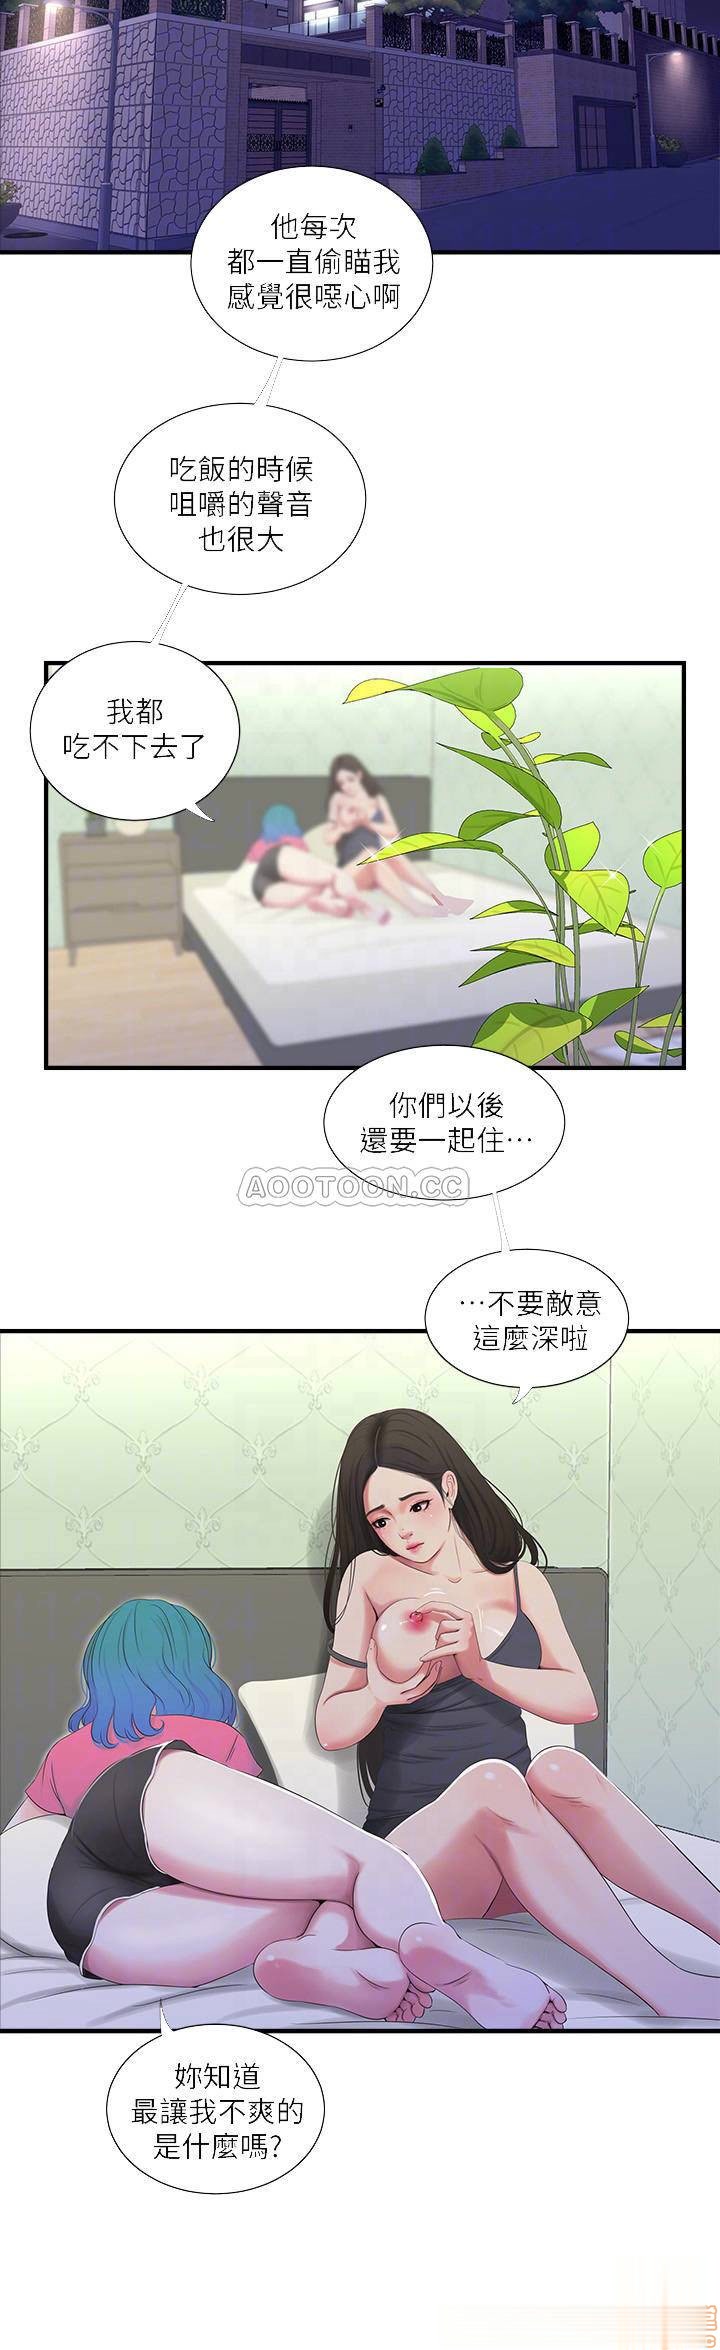 他每次
都一直偷瞄我
感覺很噁心啊
吃飯的時候
咀嚼的聲音
也很大
我都
吃不下去了
你們以後
還要一起住⋯
AOOTOON.CC
⋯不要敵意
這麼深啦
妳知道
最讓我不爽的
是什麼嗎?